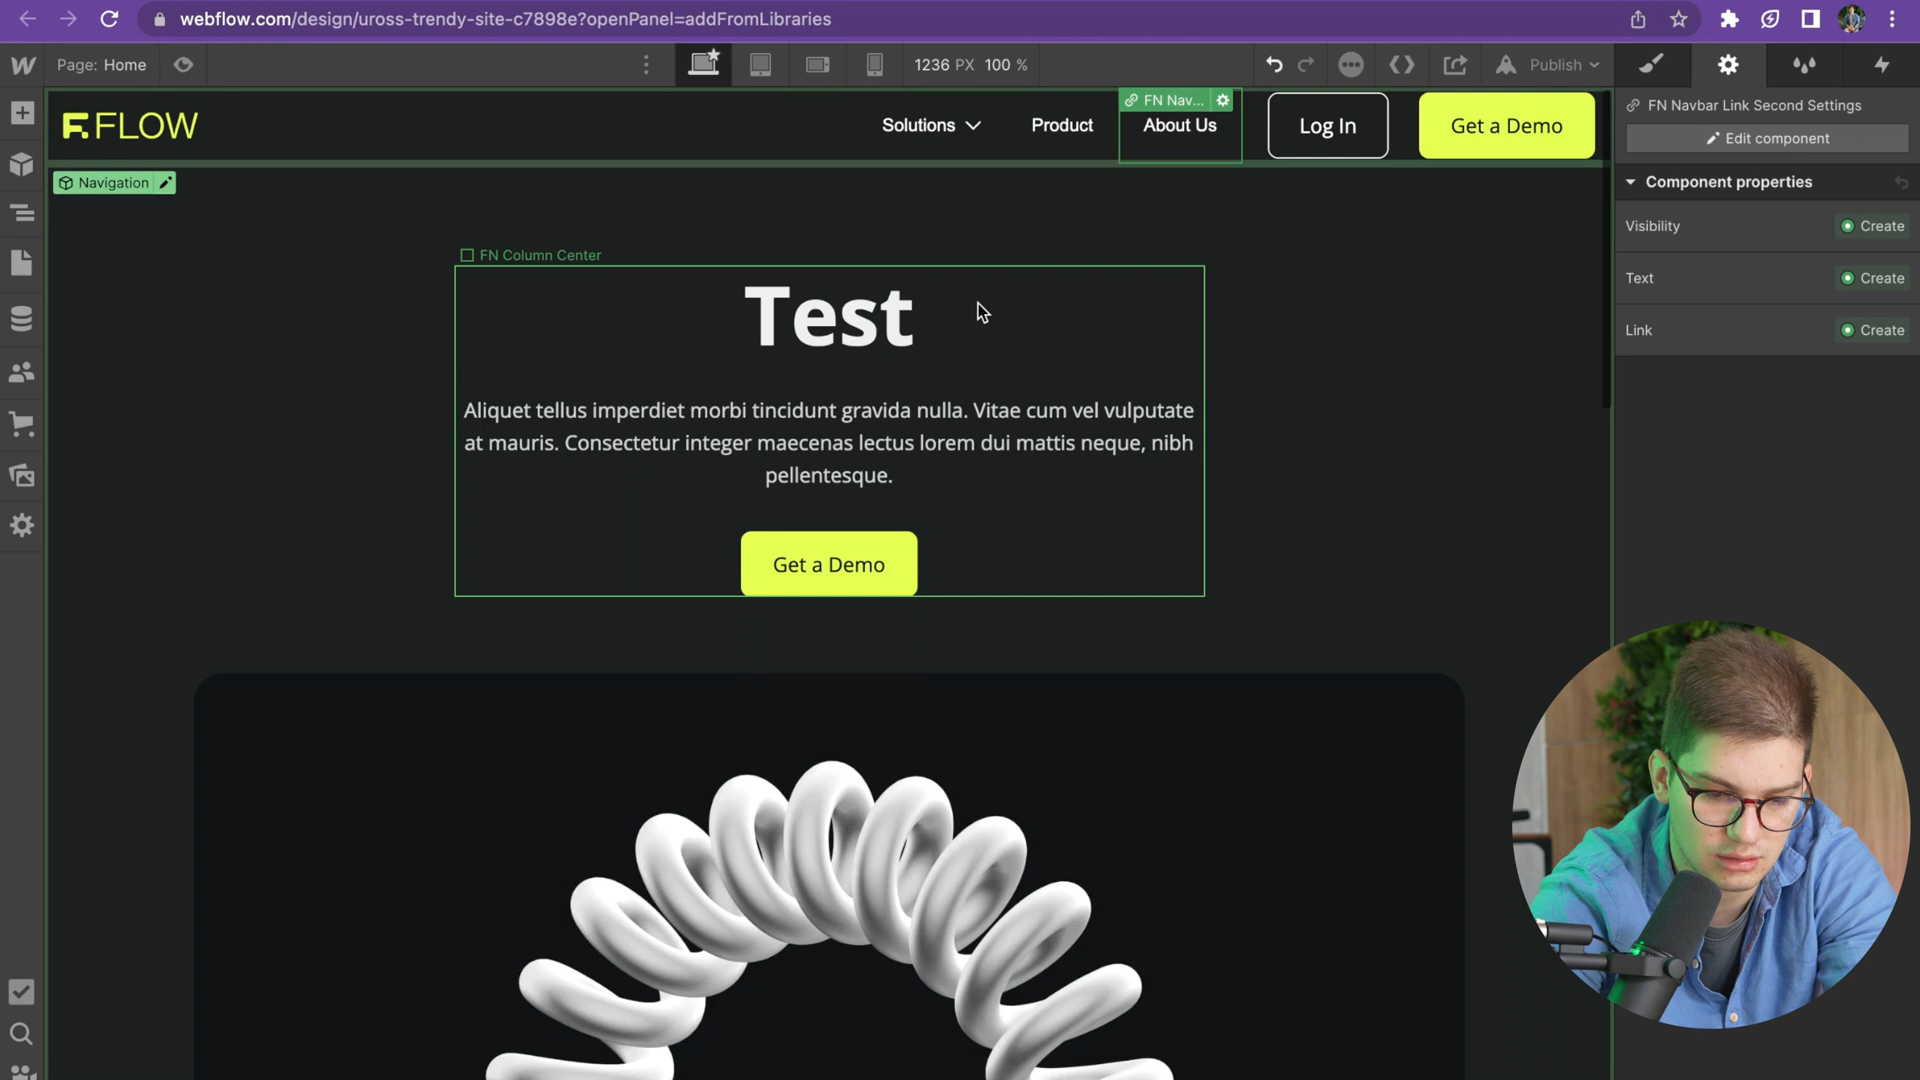 webflow.com/design/uross-trendy-site-c7898e?openPanel=addFromLibraries
Page: Home
1236 PX 100 %
Publish
FLOW
Solutions
Product
FN Nav...
About Us
Log In
Get a Demo
Navigation
FN Column Center
Test
Aliquet tellus imperdiet morbi tincidunt gravida nulla. Vitae cum vel vulputate
at mauris. Consectetur integer maecenas lectus lorem dui mattis neque, nibh
pellentesque.
Get a Demo
FN Navbar Link Second Settings
Edit component
Component properties
Visibility
Create
Text
Create
Link
Create